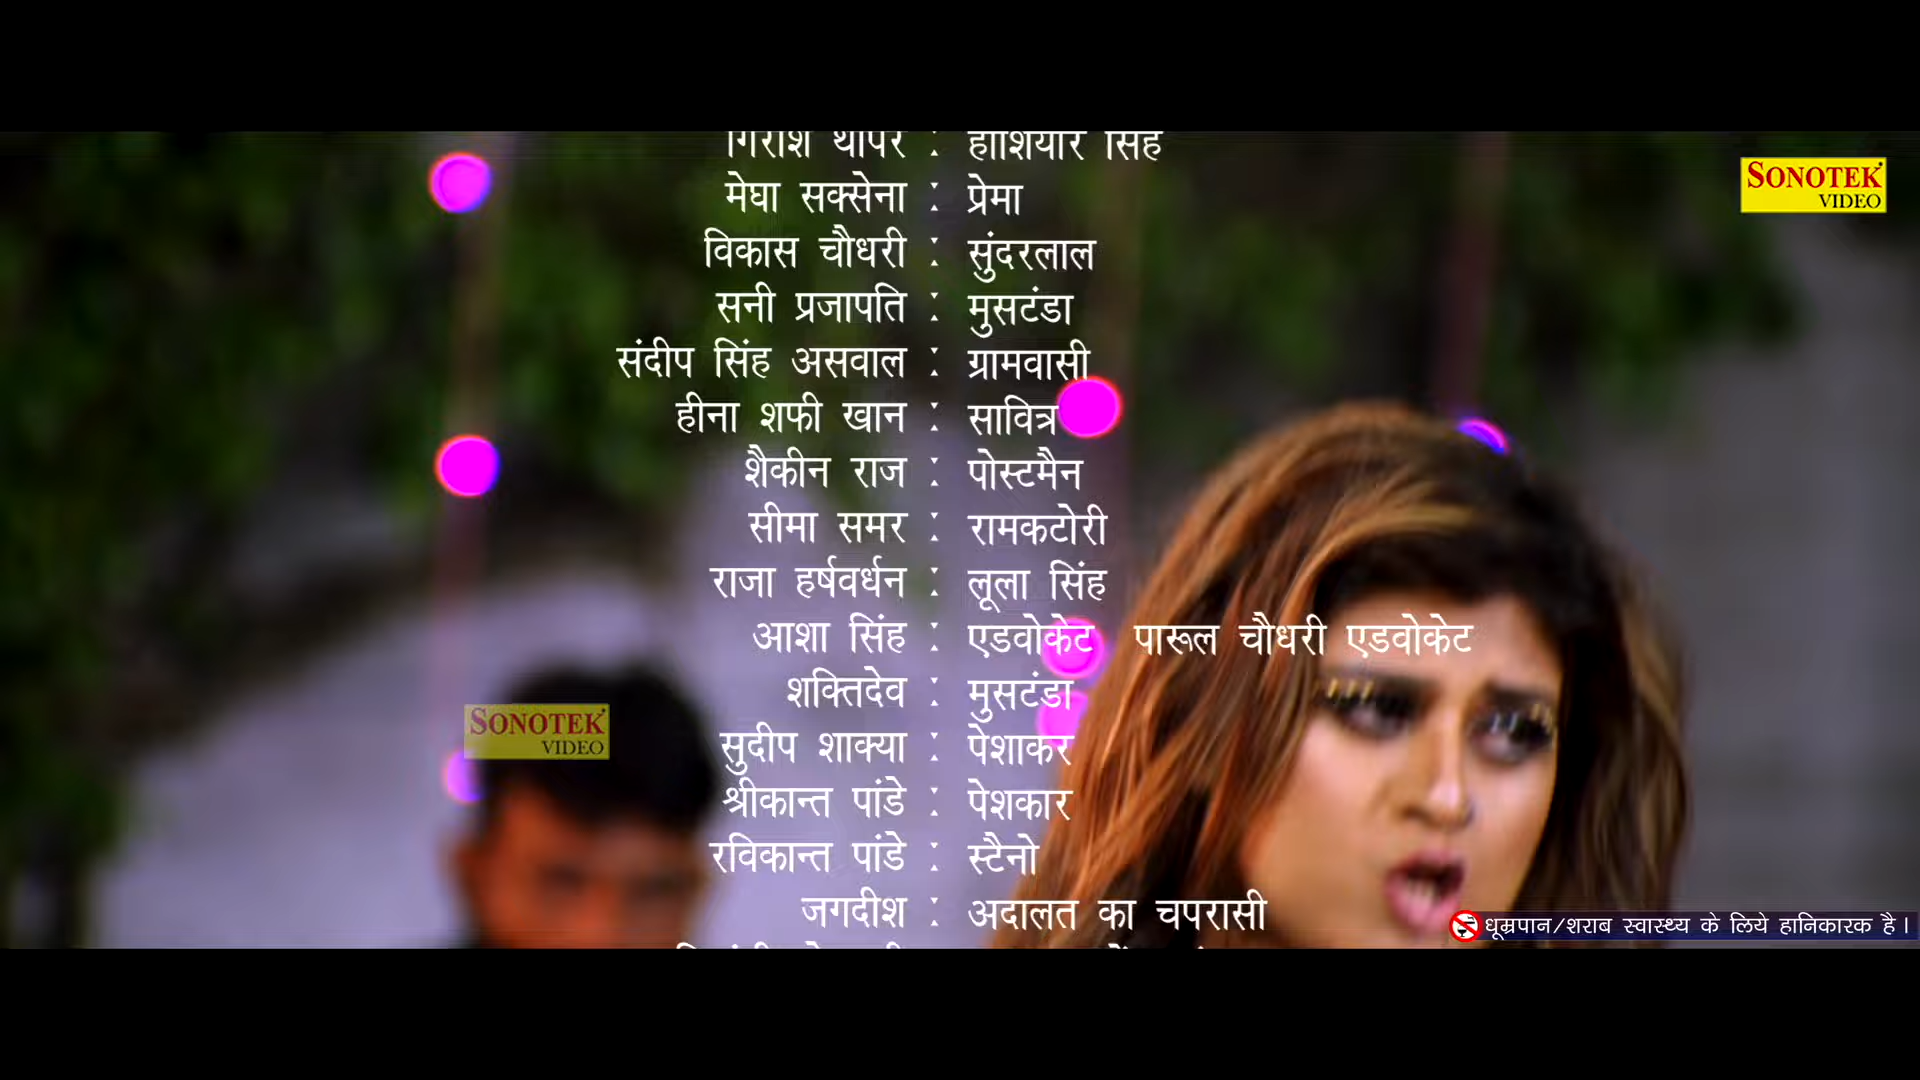 गिरीश थापर : होशियार सिंह
SONOTEK
VIDEO
मेघा सक्सेना : प्रेमा
विकास चौधरी : सुंदरलाल
सनी प्रजापति : मुसटंडा
संदीप सिंह असवाल : ग्रामवासी
हीना शफी खान : सावित्र
शैकीन राज : पोस्टमैन
सीमा समर : रामकटोरी
राजा हर्षवर्धन : लूला सिंह
आशा सिंह : एडवोकेट पारूल चौधरी एडवोकेट
शक्तिदेव : मुसटंडा
SONOTEK
VIDEO
सुदीप शाक्या : पेशाकर
श्रीकान्त पांडे : पेशकार
रविकान्त पांडे : स्टैनो
जगदीश : अदालत का चपरासी
धूम्रपान/शराब स्वास्थ्य के लिये हानिकारक है।